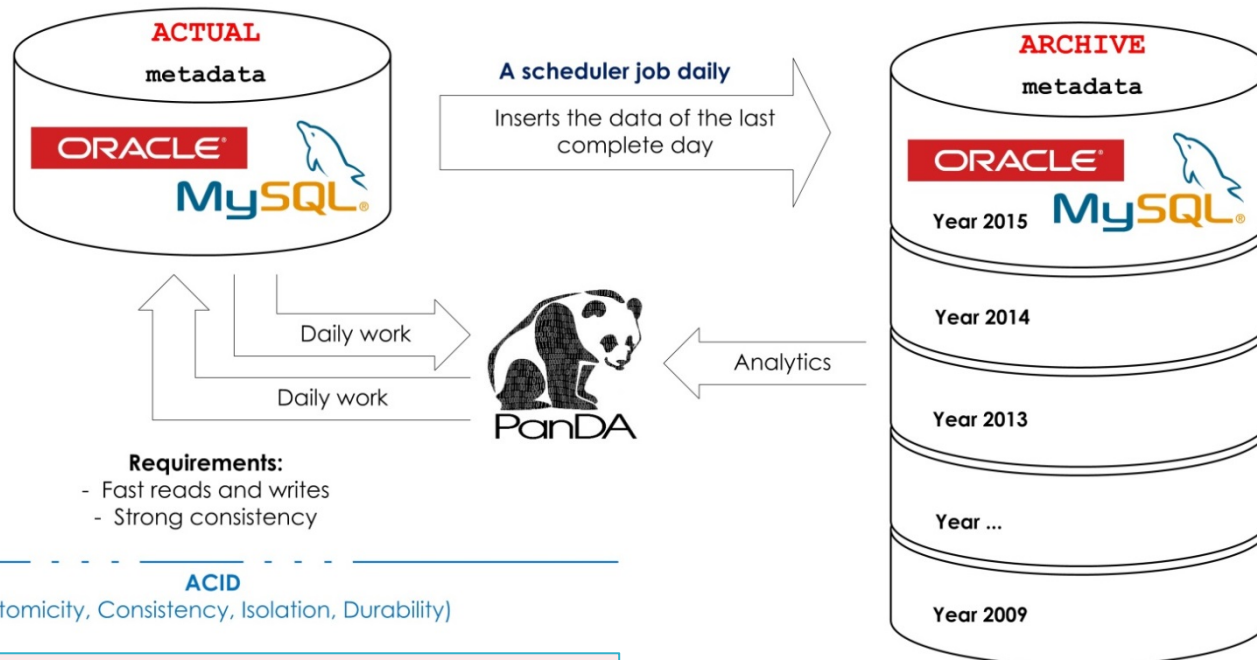 ACTUAL
metadata
ORACLE®
MySQL®
A scheduler job daily
Inserts the data of the last
complete day
ARCHIVE
metadata
ORACLE®
MySQL®
Year 2015
Year 2014
Year 2013
Year ...
Year 2009
Daily work
Daily work
PanDA
Analytics
Requirements:
- Fast reads and writes
- Strong consistency
ACID
tomicity, Consistency, Isolation, Durability)